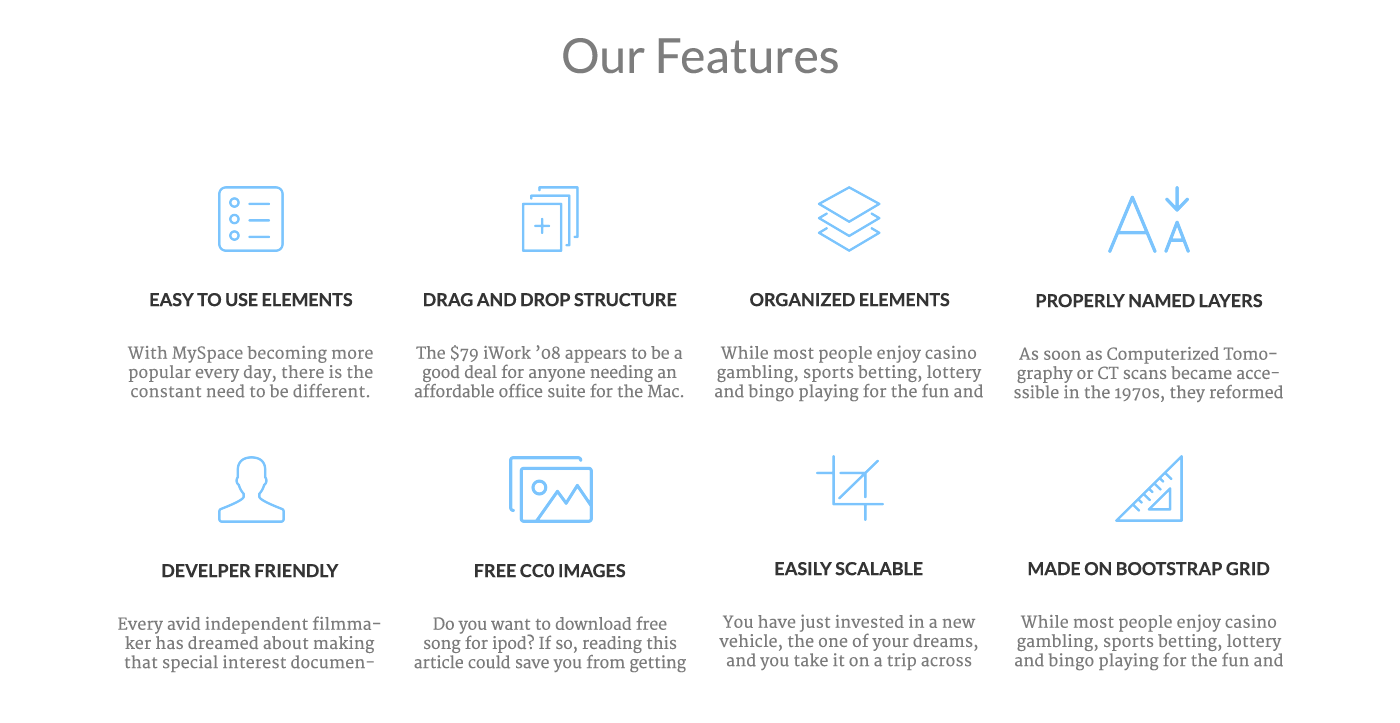 Our Features
EASY TO USE ELEMENTS
With MySpace becoming more
popular every day, there is the
constant need to be different.
DRAG AND DROP STRUCTURE
The $79 iWork ’08 appears to be a
good deal for anyone needing an
affordable office suite for the Mac.
ORGANIZED ELEMENTS
While most people enjoy casino
gambling, sports betting, lottery
and bingo playing for the fun and
PROPERLY NAMED LAYERS
As soon as Computerized Tomo-
graphy or CT scans became acce-
ssible in the 1970s, they reformed
DEVELPER FRIENDLY
Every avid independent filmma-
ker has dreamed about making
that special interest documen-
FREE CC0 IMAGES
Do you want to download free
song for ipod? If so, reading this
article could save you from getting
EASILY SCALABLE
You have just invested in a new
vehicle, the one of your dreams,
and you take it on a trip across
MADE ON BOOTSTRAP GRID
While most people enjoy casino
gambling, sports betting, lottery
and bingo playing for the fun and